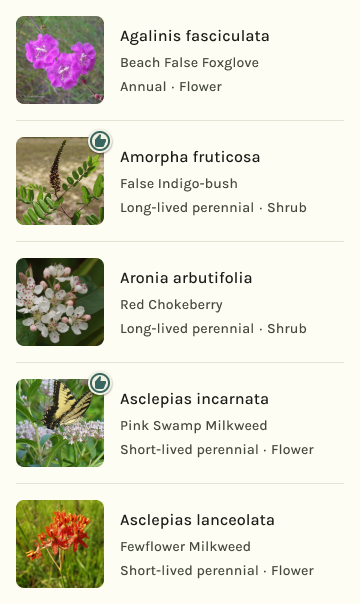 Agalinis fasciculata
Beach False Foxglove
Annual · Flower
Amorpha fruticosa
False Indigo-bush
Long-lived perennial · Shrub
Aronia arbutifolia
Red Chokeberry
Long-lived perennial · Shrub
Asclepias incarnata
Pink Swamp Milkweed
Short-lived perennial · Flower
Asclepias lanceolata
Fewflower Milkweed
Short-lived perennial · Flower